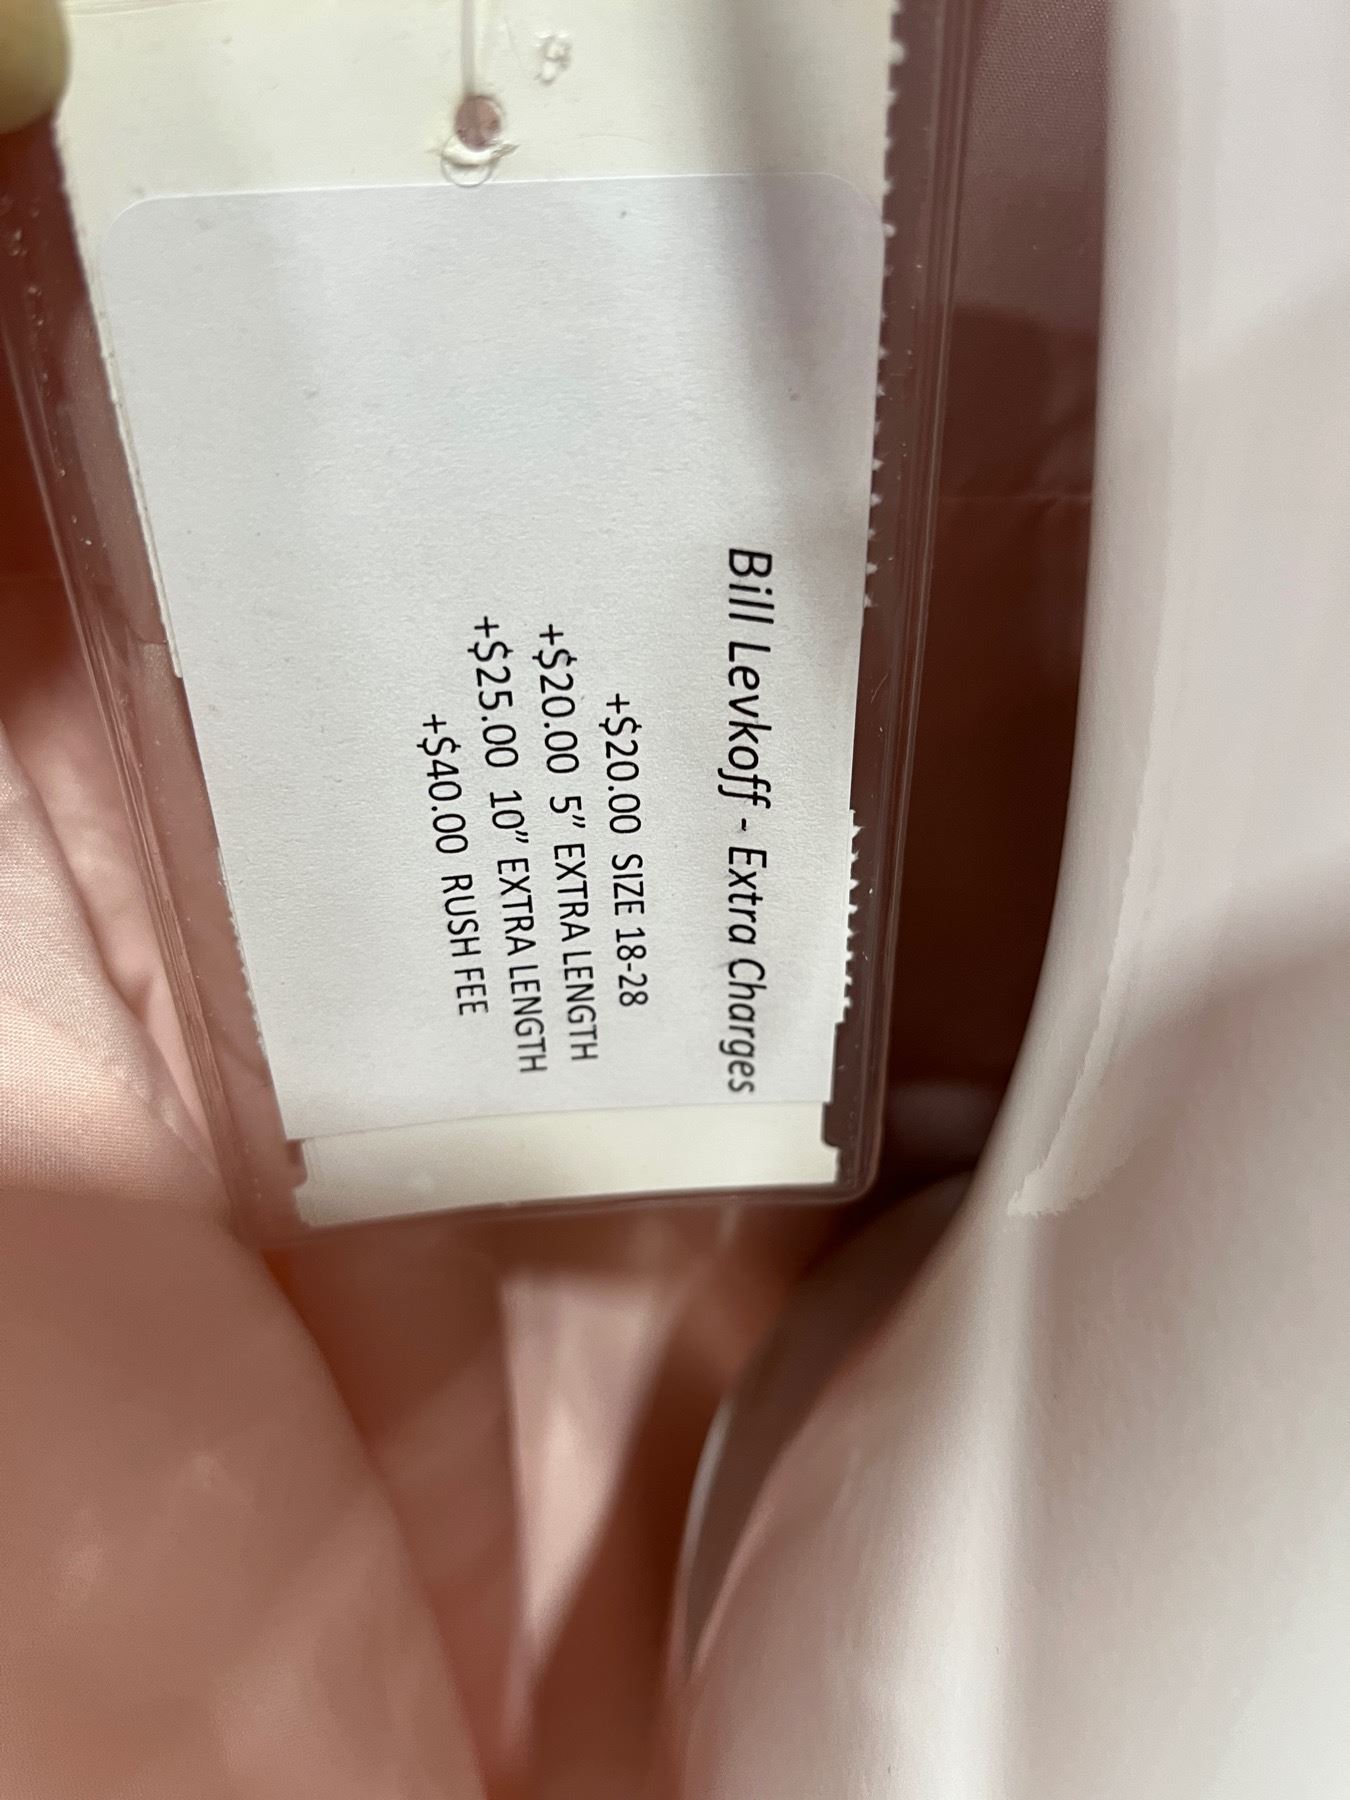 Bill Levkoff - Extra Charges
+$20.00 SIZE 18-28
+$20.00 5” EXTRA LENGTH
+$25.00 10” EXTRA LENGTH
+$40.00 RUSH FEE